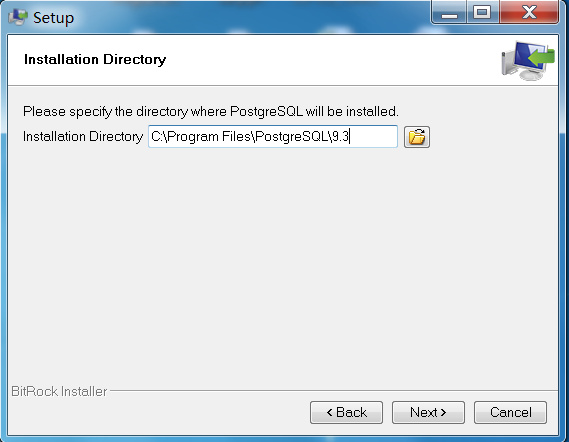 Setup
Installation Directory
Please specify the directory where PostgreSQL will be installed.
Installation Directory C:\Program Files\PostgreSQL\9.3
BitRock Installer
< Back Next > Cancel